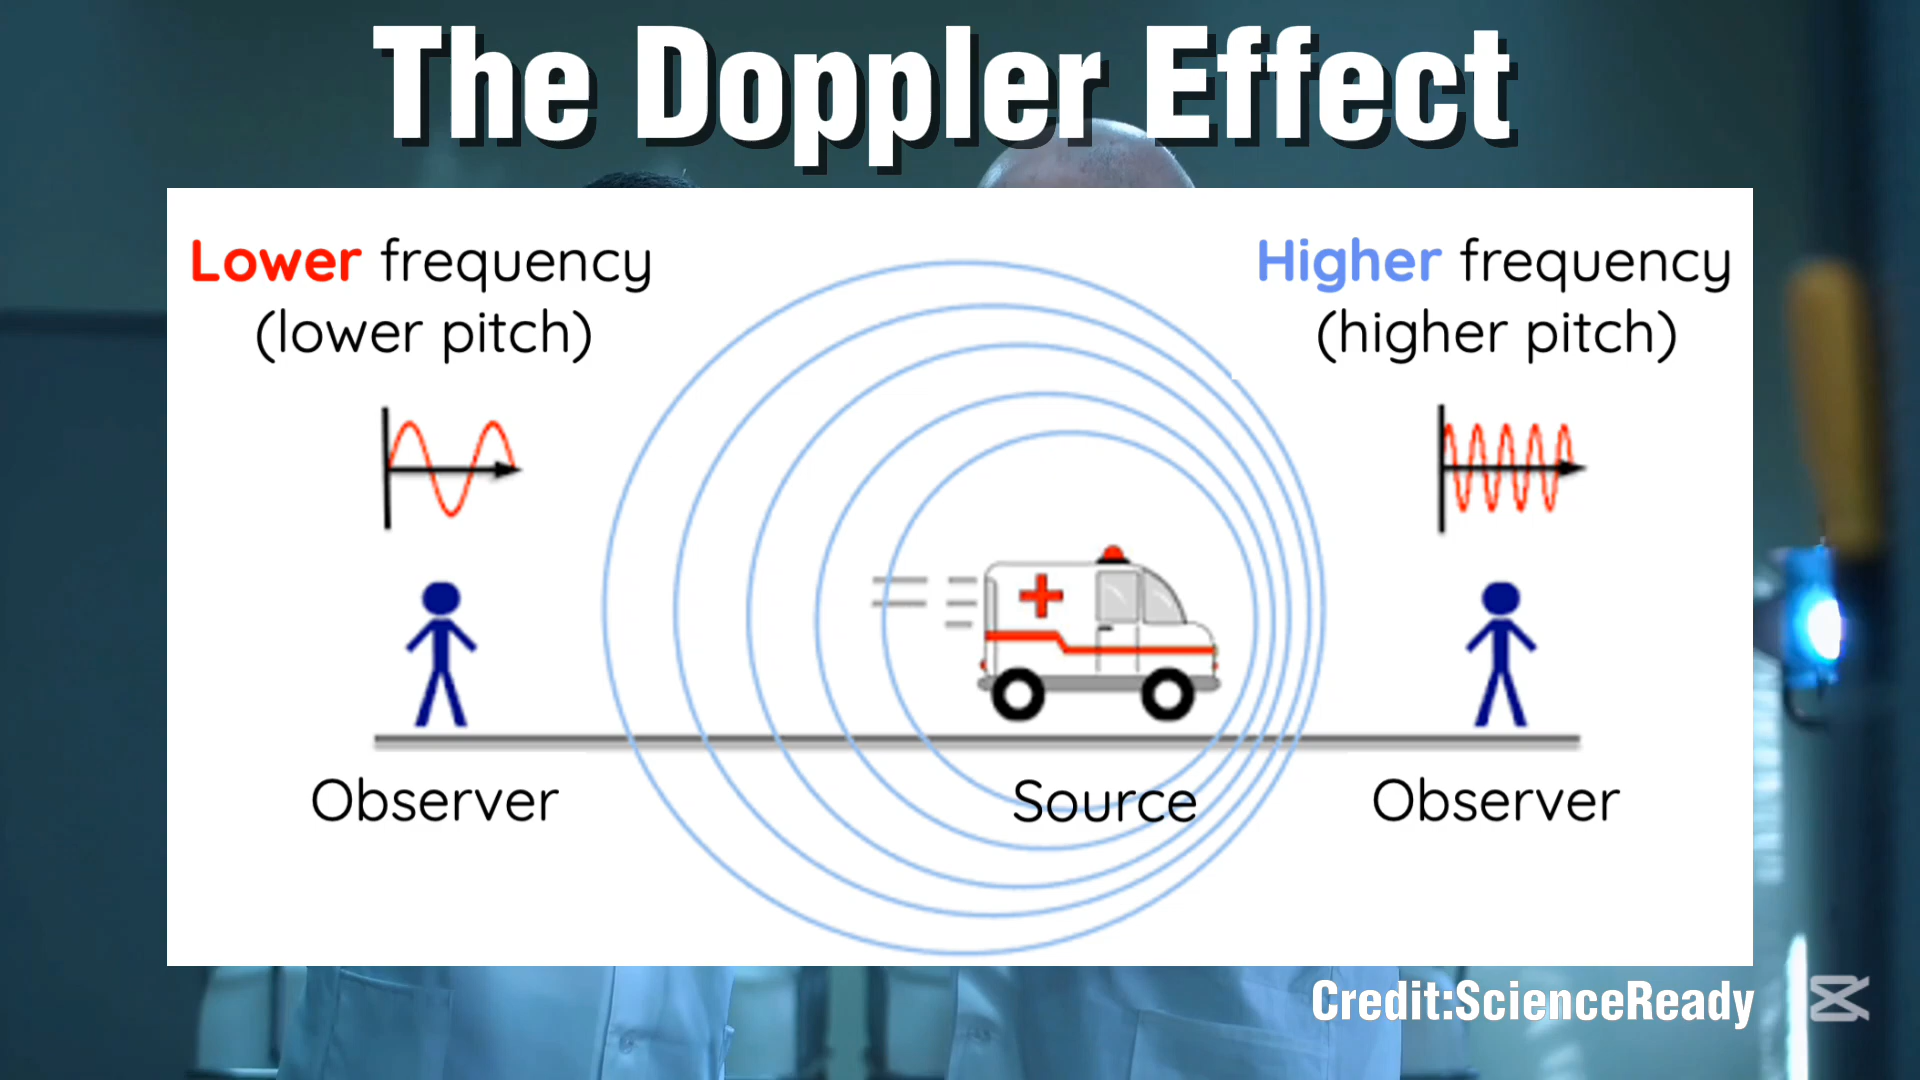 The Doppler Effect
Lower frequency
(lower pitch)
Higher frequency
(higher pitch)
Observer
Source
Observer
Credit:ScienceReady